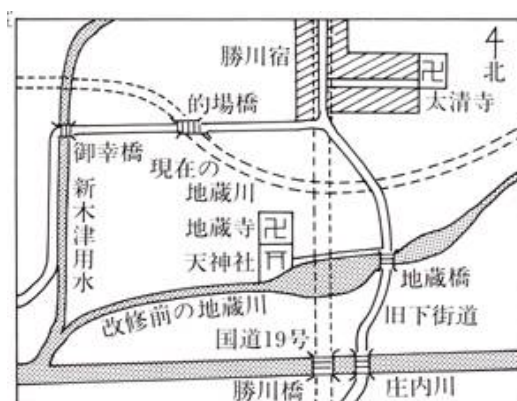 勝川宿
北
太清寺
的場橋
御幸橋
現在の
地蔵川
新木津用水
地蔵寺
天神社
地蔵橋
改修前の地蔵川
旧下街道
国道19号
勝川橋
庄内川